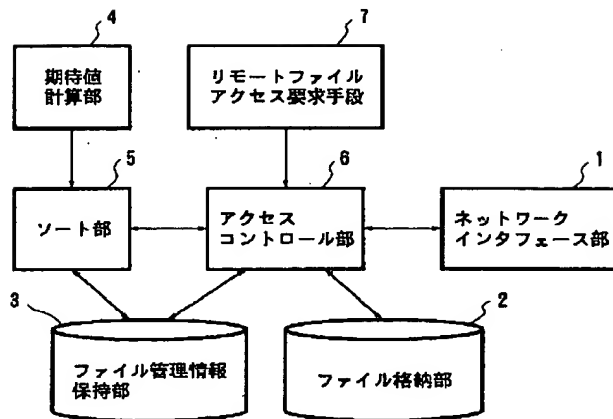 4
7
期待値
計算部
リモートファイル
アクセス要求手段
5
6
1
ソート部
アクセス
コントロール部
ネットワーク
インタフェース部
3
2
ファイル管理情報
保持部
ファイル格納部